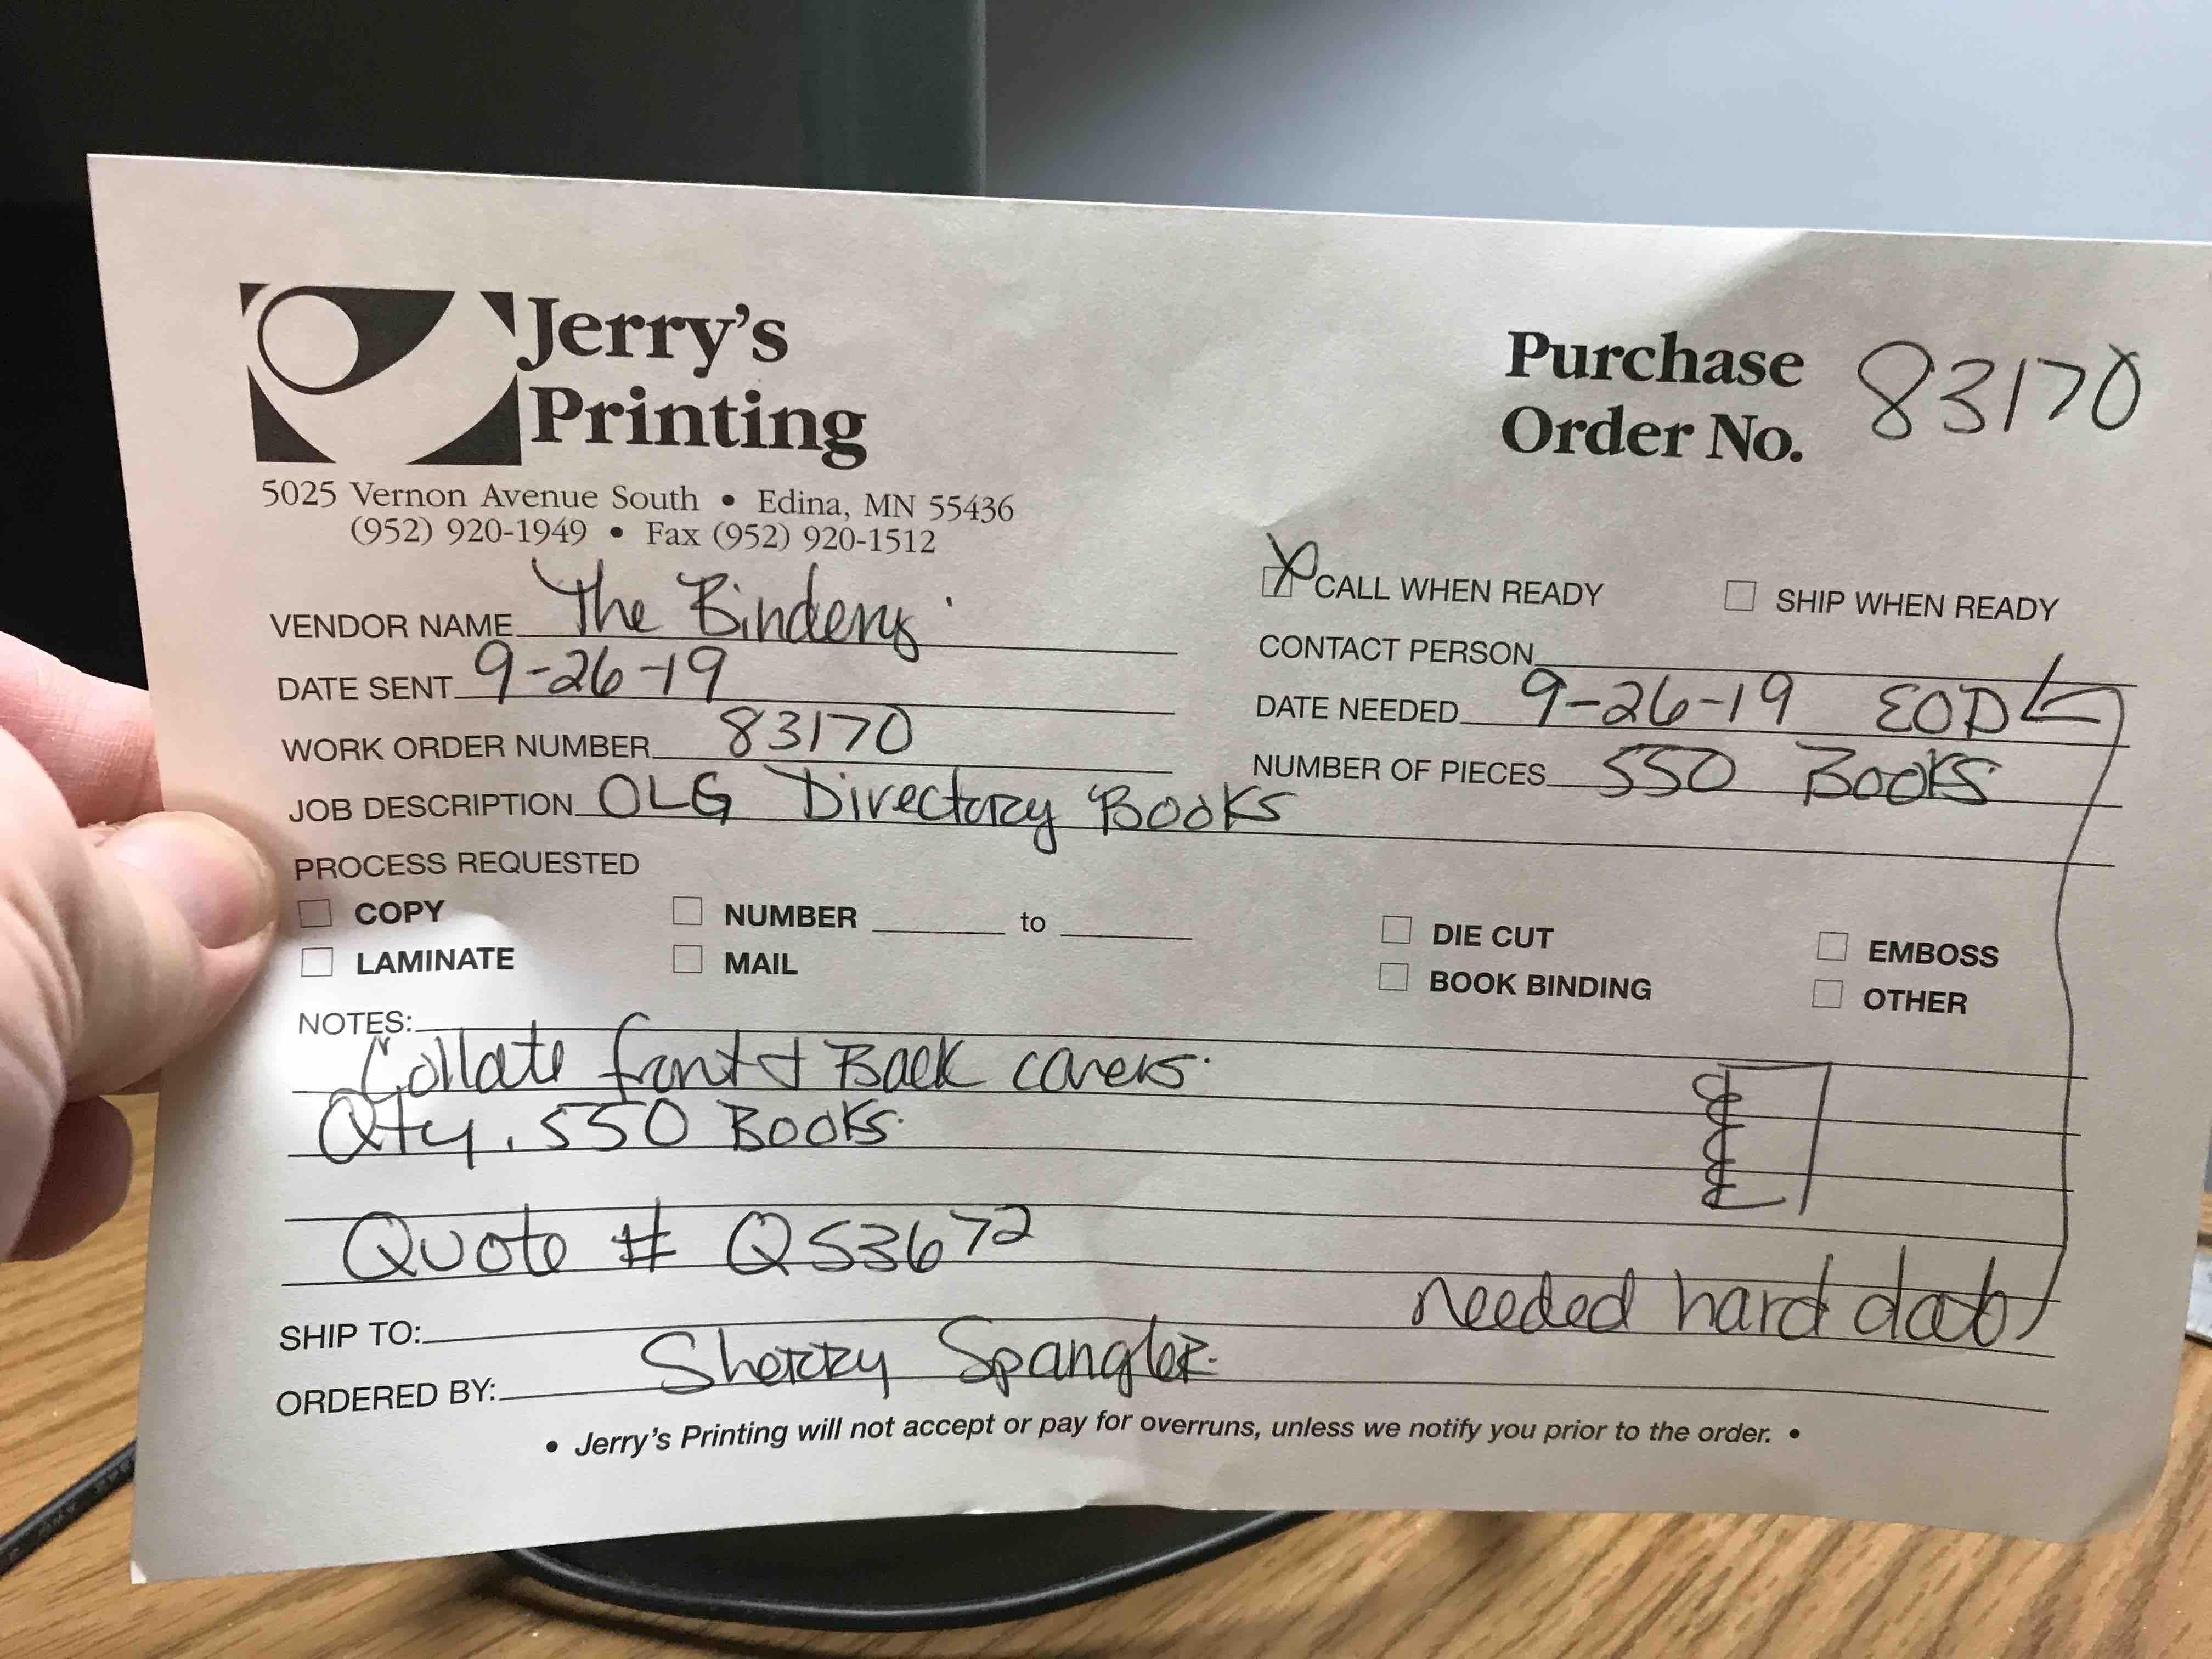 Jerry's
Printing
5025 Vernon Avenue South • Edina, MN 55436
(952) 920-1949 • Fax (952) 920-1512
Purchase
Order No. 83170
VENDOR NAME The Bindery
DATE SENT 9-26-19
WORK ORDER NUMBER 83170
JOB DESCRIPTION OLG Directory Books
X CALL WHEN READY SHIP WHEN READY
CONTACT PERSON
DATE NEEDED 9-26-19 EOD
NUMBER OF PIECES 550 Books
PROCESS REQUESTED
COPY NUMBER to DIE CUT EMBOSS
LAMINATE MAIL BOOK BINDING OTHER
NOTES:
Collate front & Back covers.
Qty. 550 Books.
Quote # Q53672
needed hard date
SHIP TO:
ORDERED BY: Sherry Spangler.
• Jerry's Printing will not accept or pay for overruns, unless we notify you prior to the order. •